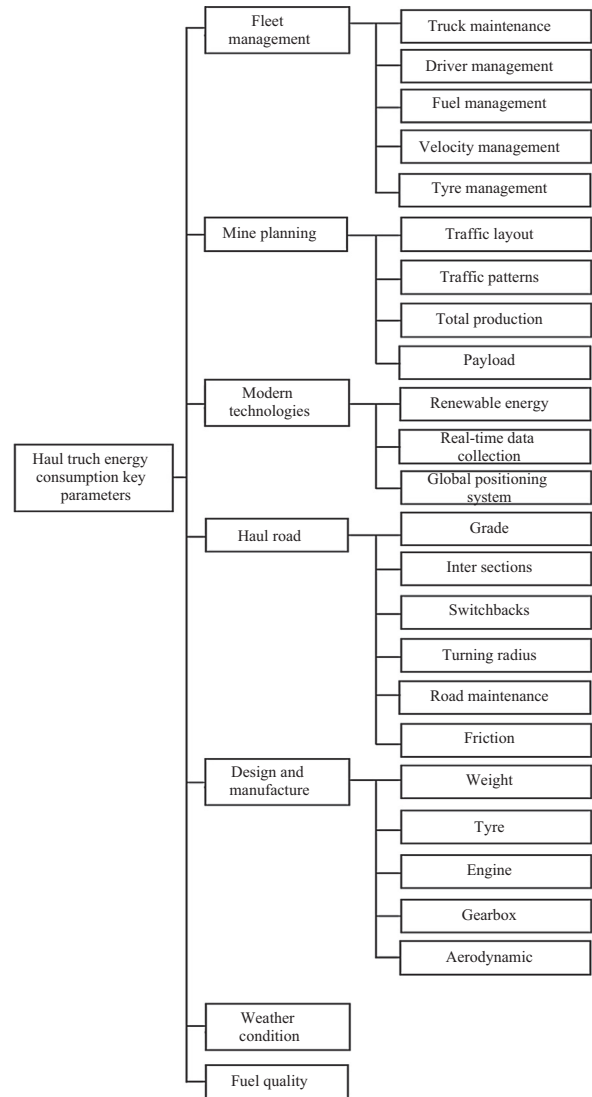 Fleet
management
Truck maintenance
Driver management
Fuel management
Velocity management
Tyre management
Mine planning
Traffic layout
Traffic patterns
Total production
Payload
Modern
technologies
Renewable energy
Real-time data
collection
Global positioning
system
Haul truch energy
consumption key
parameters
Haul road
Grade
Inter sections
Switchbacks
Turning radius
Road maintenance
Friction
Design and
manufacture
Weight
Tyre
Engine
Gearbox
Aerodynamic
Weather
condition
Fuel quality